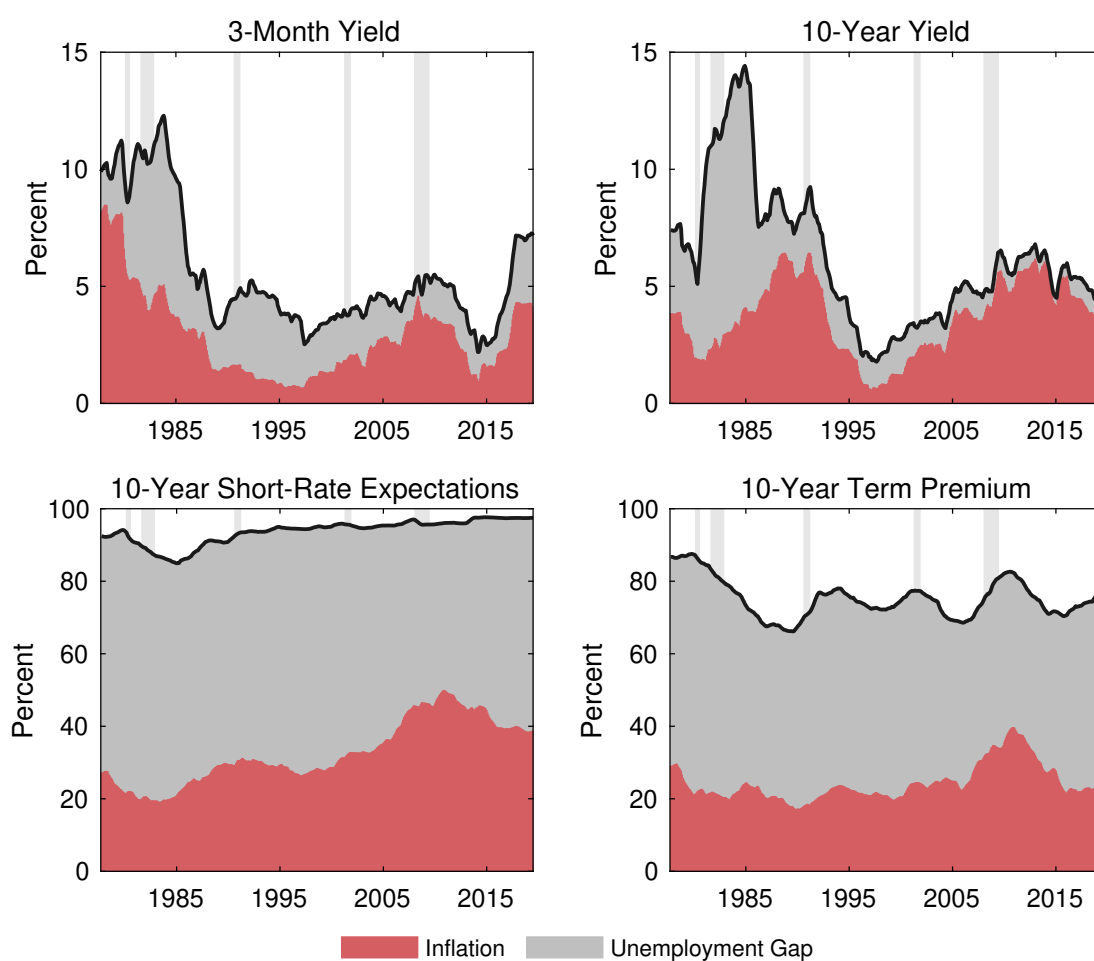 3-Month Yield
15
10
5
0
Percent
1985 1995 2005 2015
10-Year Yield
15
10
5
0
Percent
1985 1995 2005 2015
10-Year Short-Rate Expectations
100
80
60
40
20
0
Percent
1985 1995 2005 2015
10-Year Term Premium
100
80
60
40
20
0
Percent
1985 1995 2005 2015
Inflation Unemployment Gap